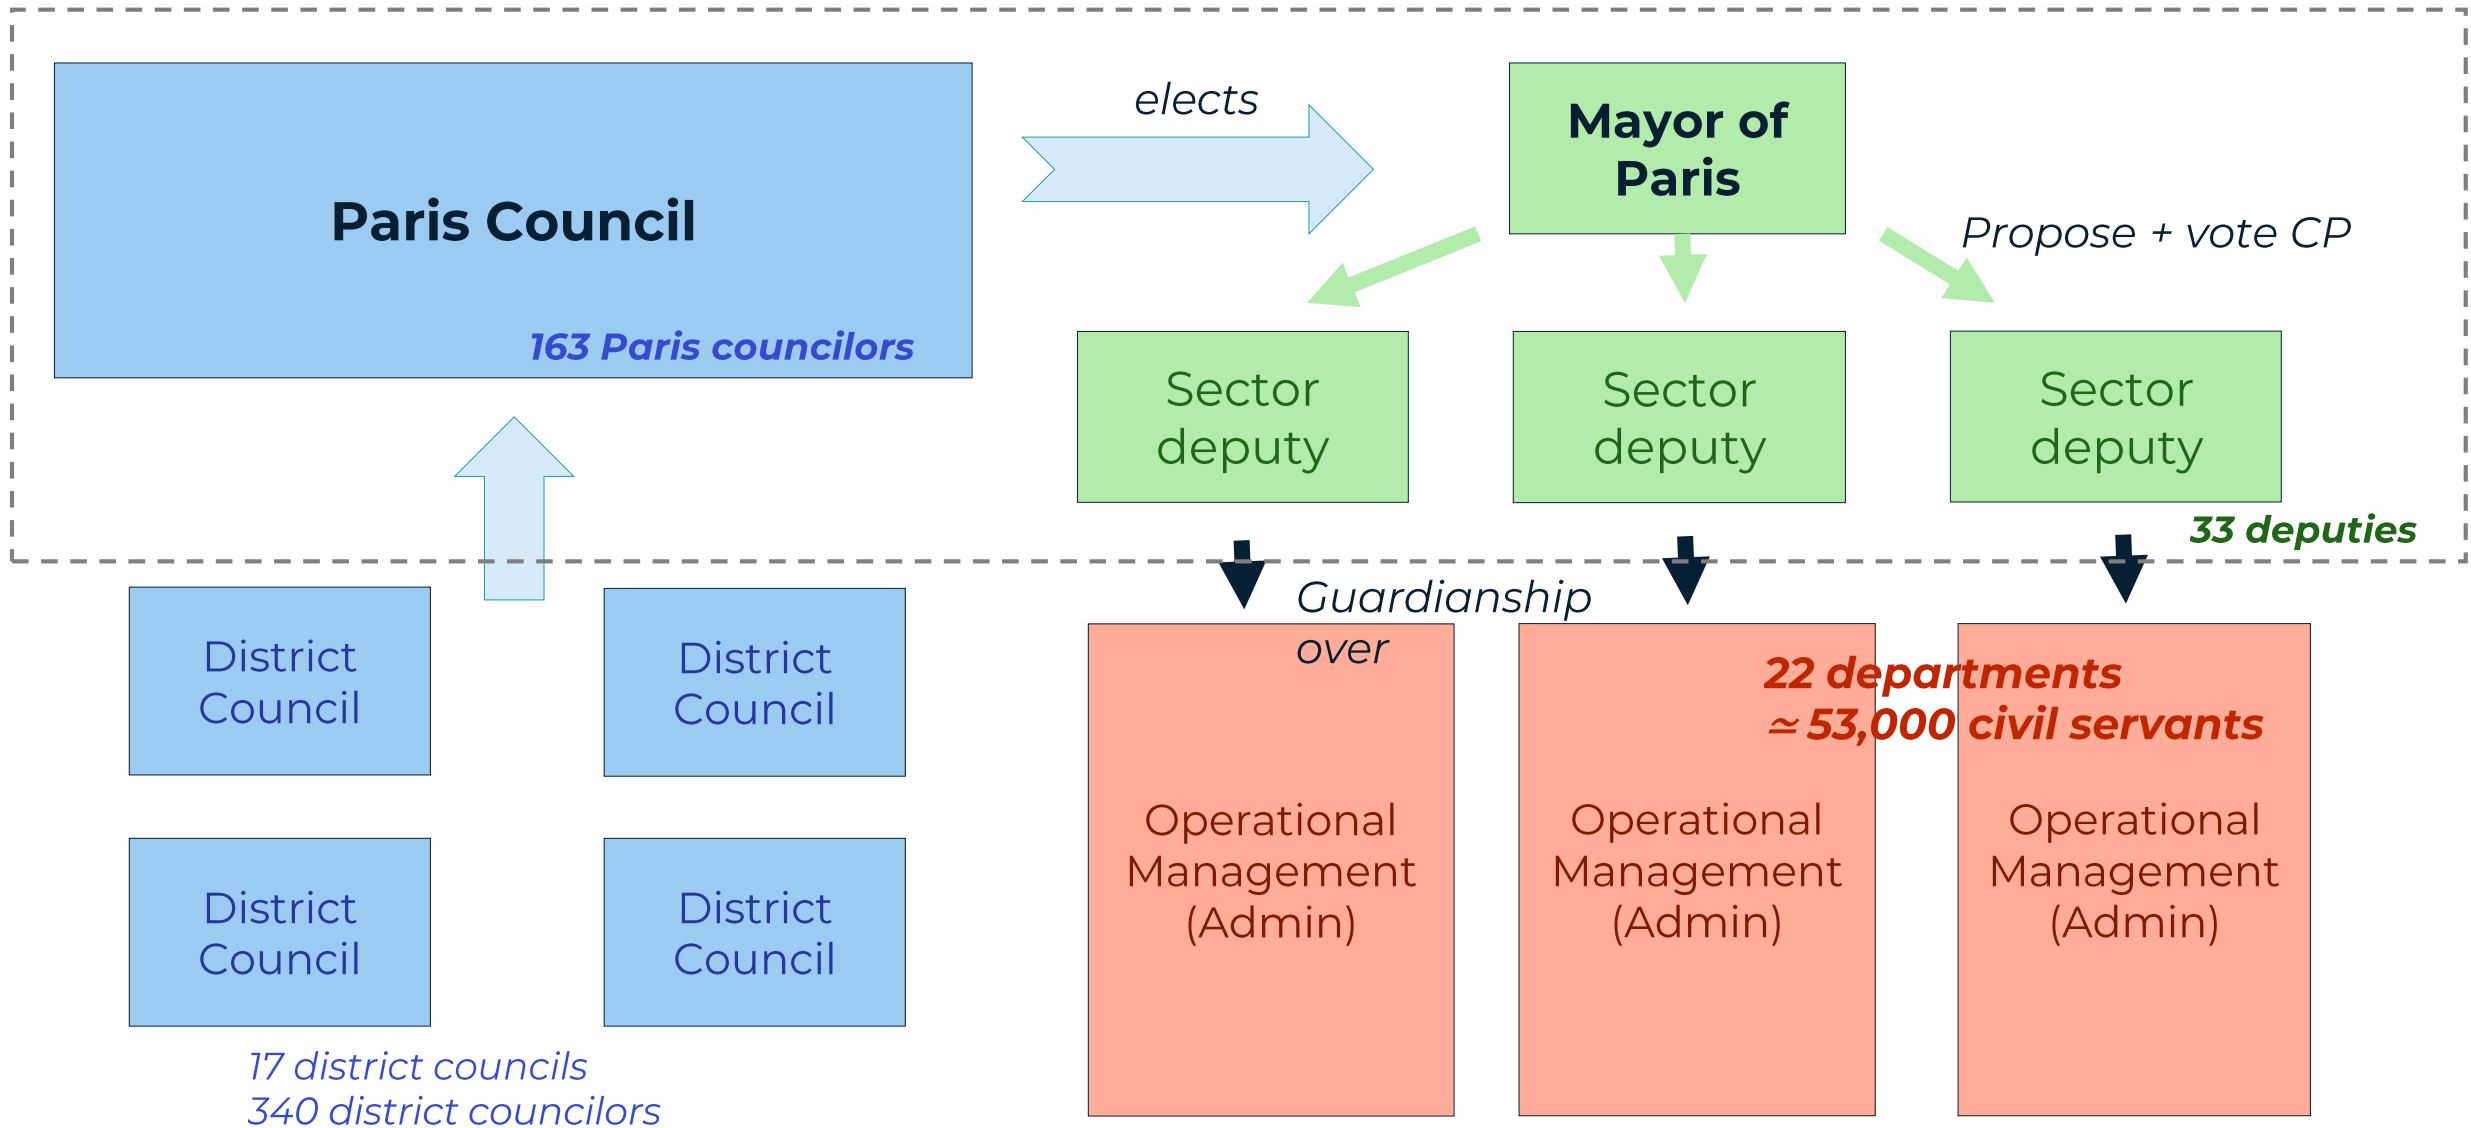 elects
Mayor of
Paris
Paris Council
Propose + vote CP
163 Paris councilors
Sector
deputy
Sector
deputy
Sector
deputy
33 deputies
Guardianship
over
District
Council
District
Council
22 departments
≃ 53,000 civil servants
Operational
Management
(Admin)
Operational
Management
(Admin)
Operational
Management
(Admin)
District
Council
District
Council
17 district councils
340 district councilors